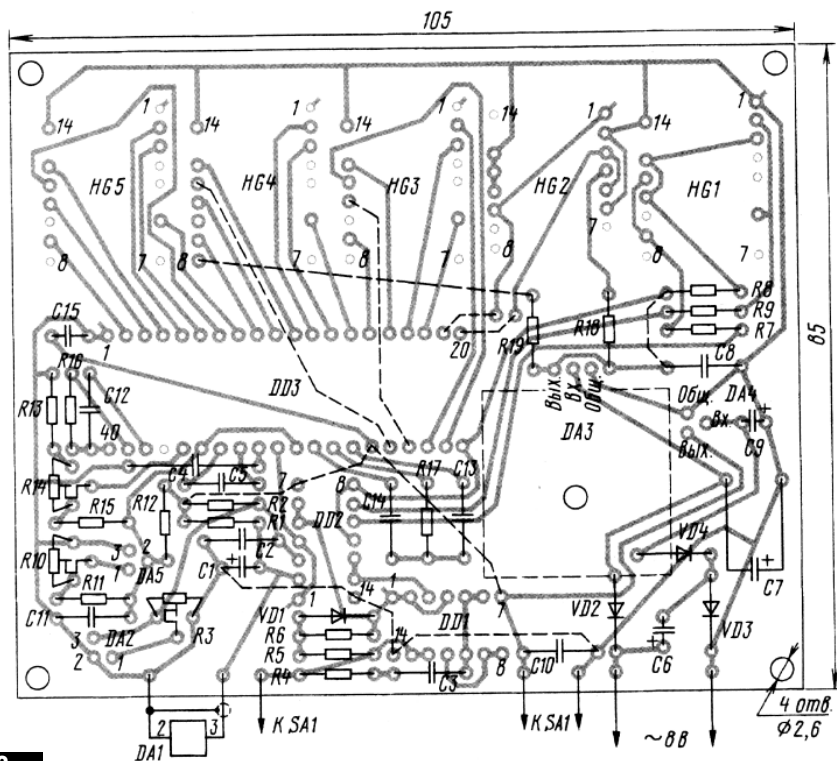 105
14
1
14
1
14
1
14
1
HG5
HG4
HG3
HG2
HG1
8
8
7
8
7
7
7
C15
1
20
R19
R18
R8
R9
R7
C8
85
R16
C12
R13
40
DD3
Вых.
Вх.
Общ.
DA3
Общ.
DA4
Вх.
C9
Вых.
R14
C4
C5
7
8
R17
C13
C14
R15
R12
R2
R1
DD2
C2
R10
3
1
2
DA5
C1
R11
C11
DA2
R3
VD1
1
14
1
DD1
7
VD4
C7
VD2
VD3
C6
3
2
1
R6
R5
R4
14
C3
8
C10
2
3
DA1
К SA1
К SA1
~8В
4 отв.
Ф2,6